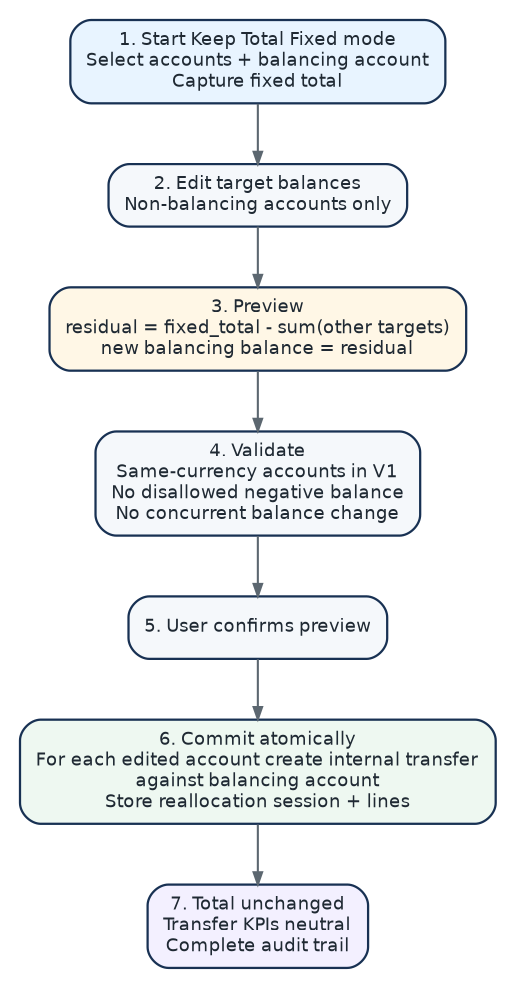 1. Start Keep Total Fixed mode
Select accounts + balancing account
Capture fixed total
2. Edit target balances
Non-balancing accounts only
3. Preview
residual = fixed_total - sum(other targets)
new balancing balance = residual
4. Validate
Same-currency accounts in V1
No disallowed negative balance
No concurrent balance change
5. User confirms preview
6. Commit atomically
For each edited account create internal transfer
against balancing account
Store reallocation session + lines
7. Total unchanged
Transfer KPIs neutral
Complete audit trail